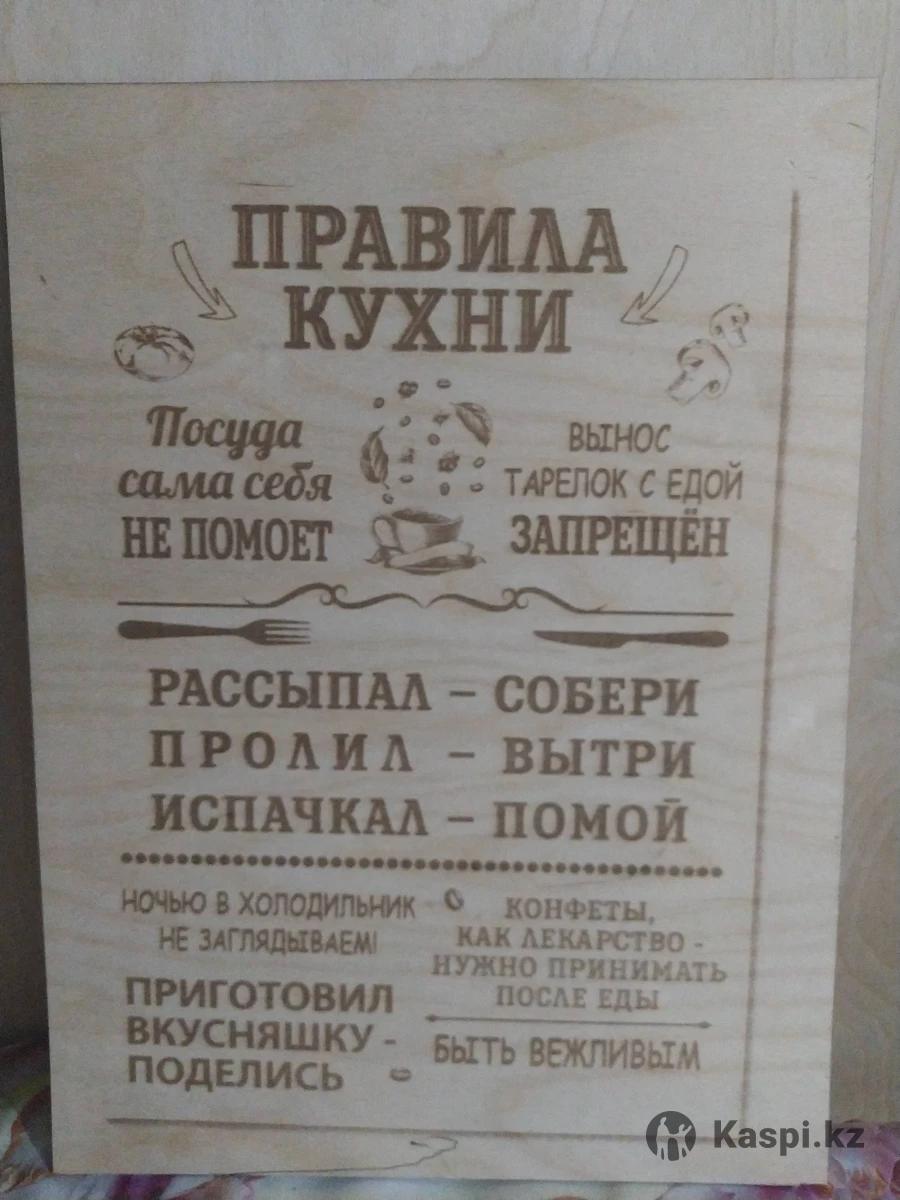 ПРАВИЛА
КУХНИ
Посуда
сама себя
НЕ ПОМОЕТ
ВЫНОС
ТАРЕЛОК С ЕДОЙ
ЗАПРЕЩЁН
РАССЫПАЛ – СОБЕРИ
ПРОЛИЛ – ВЫТРИ
ИСПАЧКАЛ – ПОМОЙ
НОЧЬЮ В ХОЛОДИЛЬНИК
НЕ ЗАГЛЯДЫВАЕМ!
ПРИГОТОВИЛ
ВКУСНЯШКУ -
ПОДЕЛИСЬ
КОНФЕТЫ,
КАК ЛЕКАРСТВО -
НУЖНО ПРИНИМАТЬ
ПОСЛЕ ЕДЫ
БЫТЬ ВЕЖЛИВЫМ
Kaspi.kz